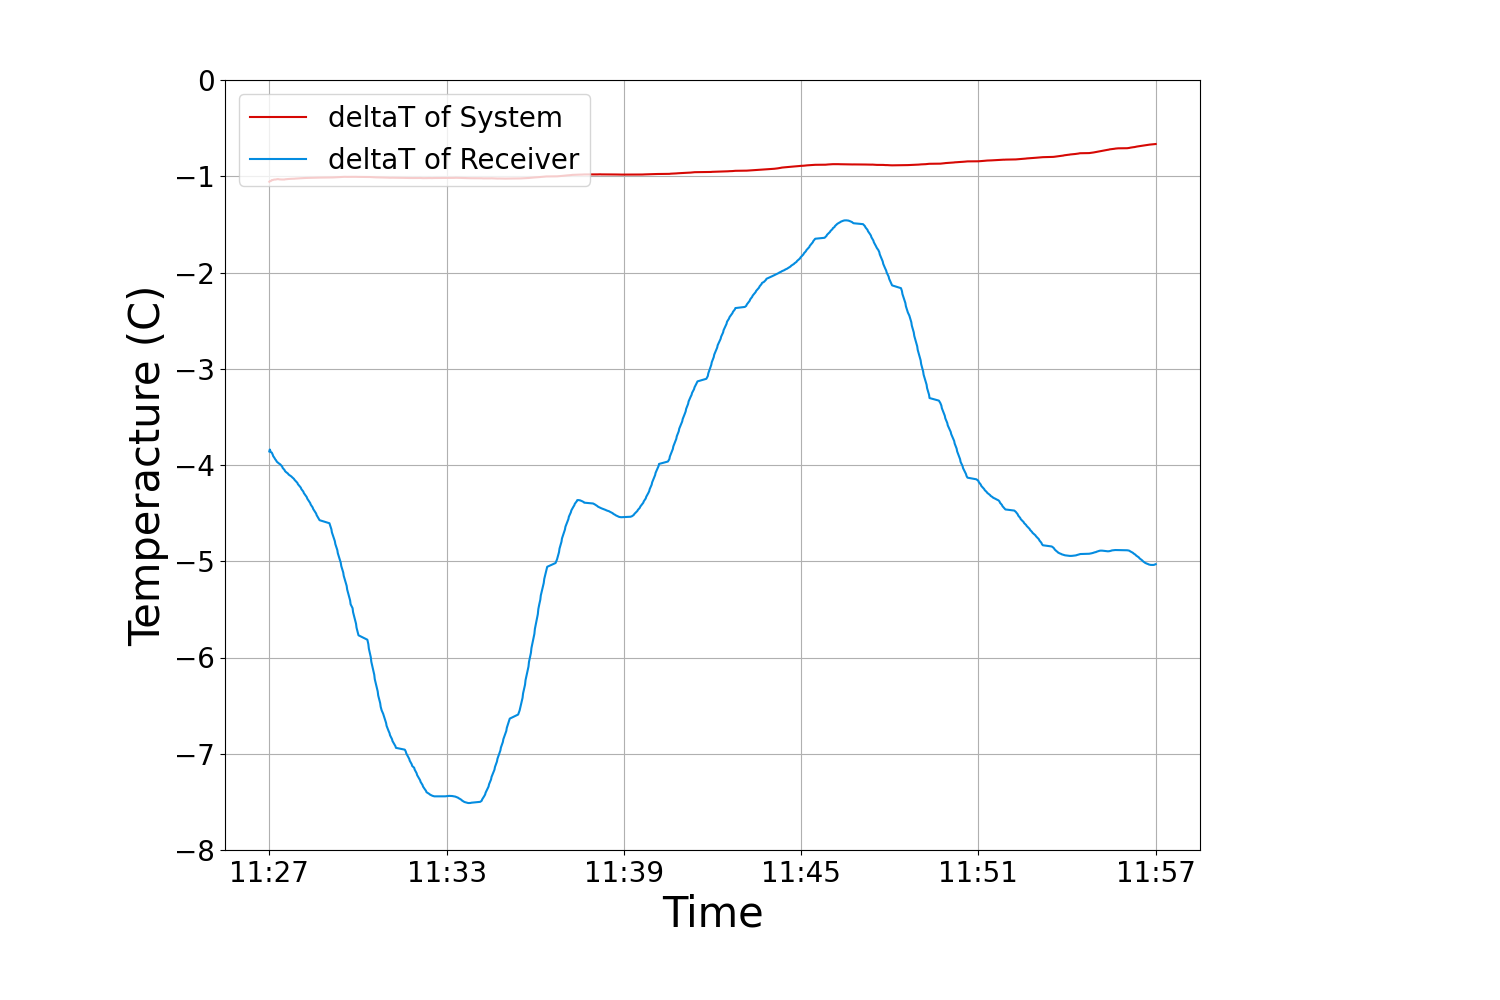 deltaT of System
deltaT of Receiver
Temperacture (C)
0
−1
−2
−3
−4
−5
−6
−7
−8
11:27 11:33 11:39 11:45 11:51 11:57
Time